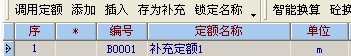 调用定额 添加 插入 存为补充 锁定名称 智能换算 砼换
序 * 编号 定额名称 单位
1 B0001 补充定额1 m